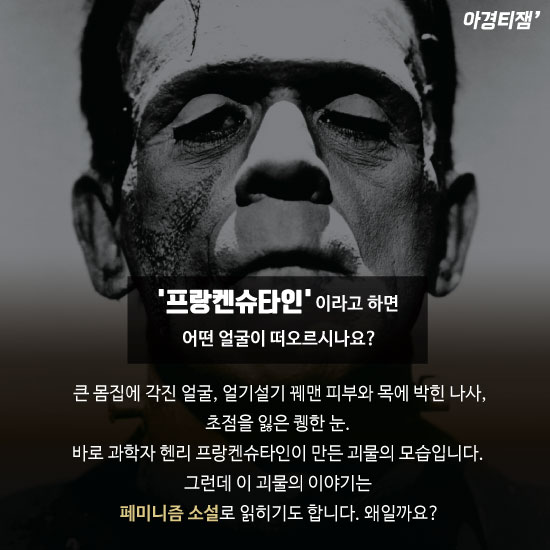 아경티잼'
'프랑켄슈타인'이라고 하면
어떤 얼굴이 떠오르시나요?
큰 몸집에 각진 얼굴, 얼기설기 꿰맨 피부와 목에 박힌 나사,
초점을 잃은 퀭한 눈.
바로 과학자 헨리 프랑켄슈타인이 만든 괴물의 모습입니다.
그런데 이 괴물의 이야기는
페미니즘 소설로 읽히기도 합니다. 왜일까요?